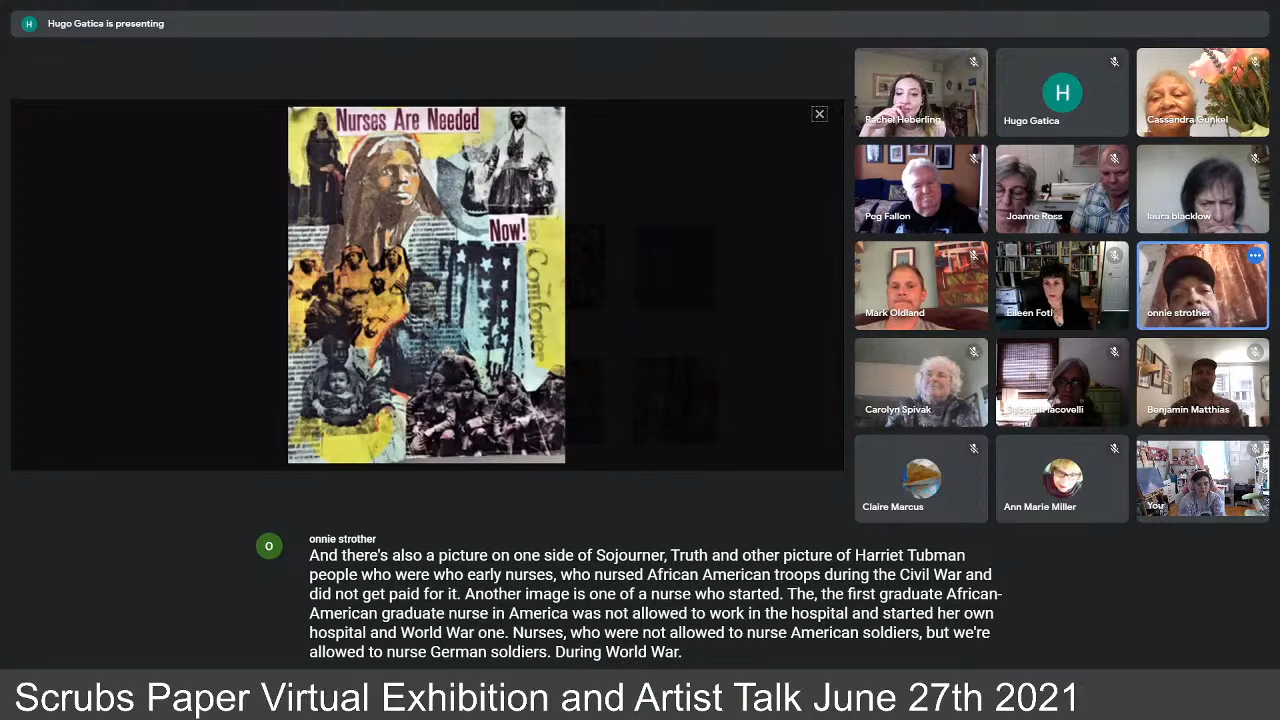 H
Hugo Gatica is presenting
Nurses Are Needed
Now!
Comforter
Rachel Heberling
H
Hugo Gatica
Cassandra Gunkel
Peg Fallon
Joanne Ross
laura blacklow
Mark Oldland
Eileen Foti
onnie strother
Carolyn Spivak
Deborah Iacovelli
Benjamin Matthias
Claire Marcus
Ann Marie Miller
You
O
onnie strother
And there's also a picture on one side of Sojourner, Truth and other picture of Harriet Tubman
people who were who early nurses, who nursed African American troops during the Civil War and
did not get paid for it. Another image is one of a nurse who started. The, the first graduate African-
American graduate nurse in America was not allowed to work in the hospital and started her own
hospital and World War one. Nurses, who were not allowed to nurse American soldiers, but we're
allowed to nurse German soldiers. During World War.
Scrubs Paper Virtual Exhibition and Artist Talk June 27th 2021